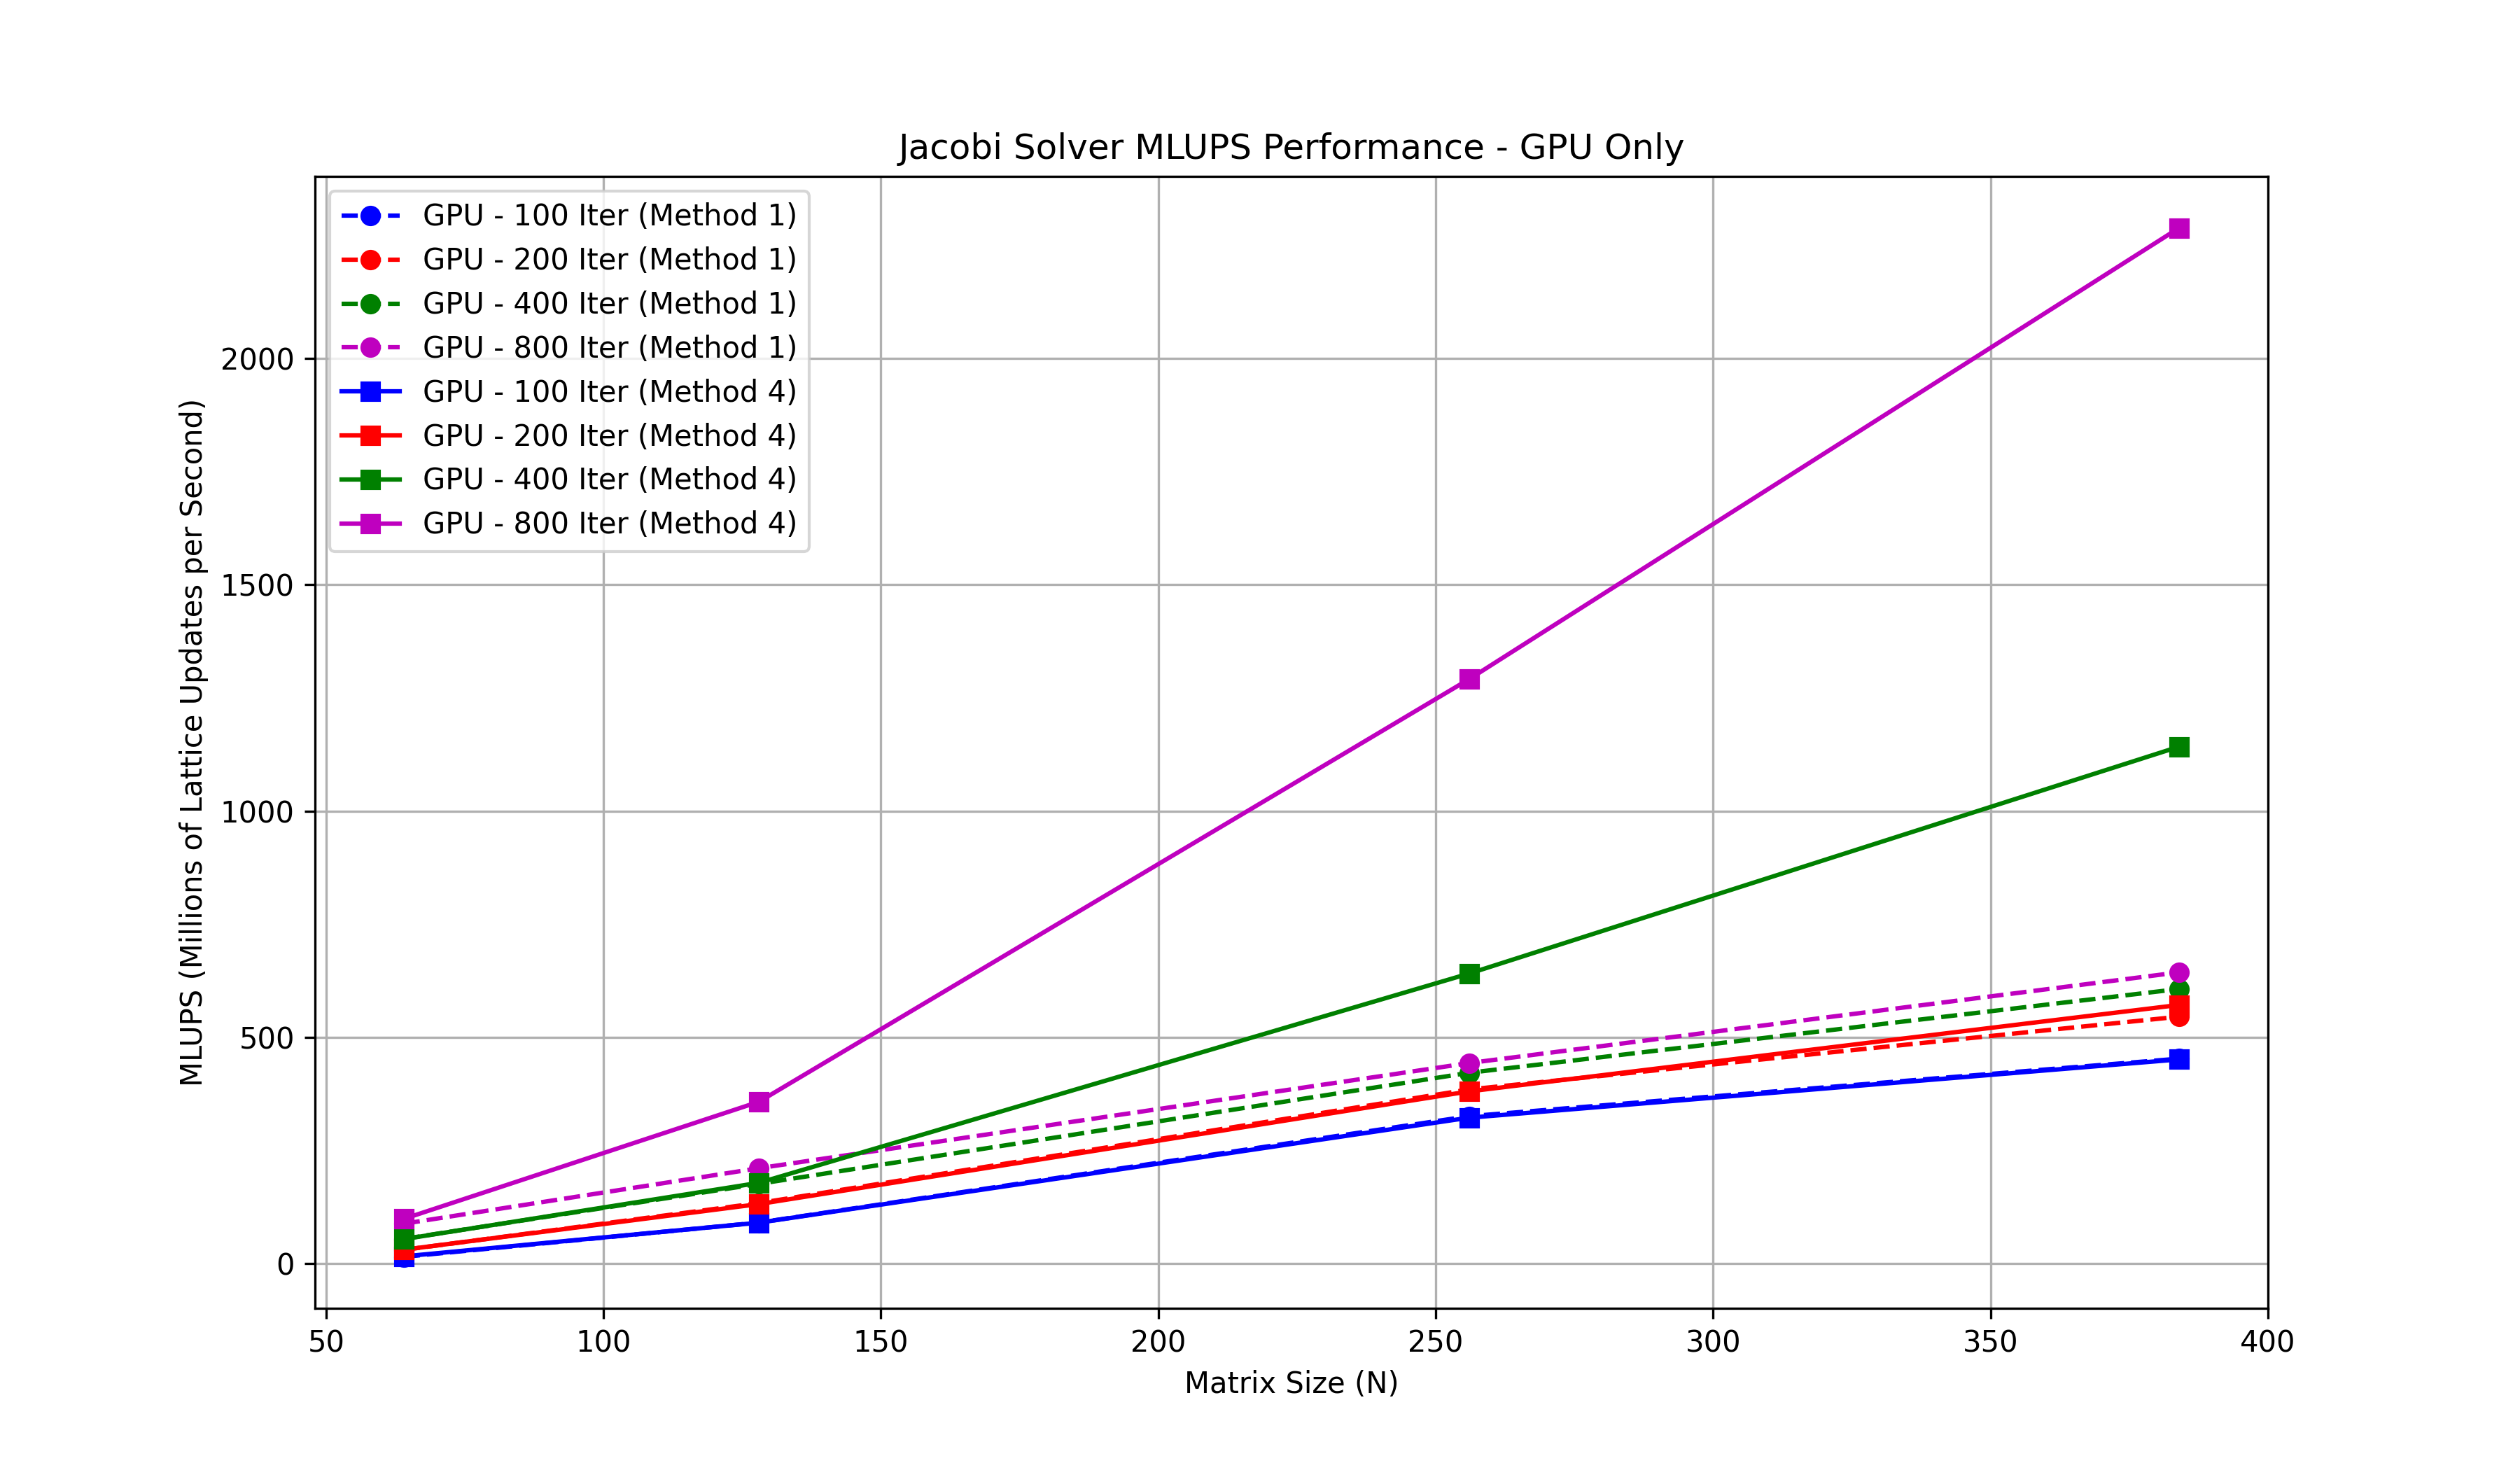 Jacobi Solver MLUPS Performance - GPU Only
GPU - 100 Iter (Method 1)
GPU - 200 Iter (Method 1)
GPU - 400 Iter (Method 1)
GPU - 800 Iter (Method 1)
GPU - 100 Iter (Method 4)
GPU - 200 Iter (Method 4)
GPU - 400 Iter (Method 4)
GPU - 800 Iter (Method 4)
MLUPS (Millions of Lattice Updates per Second)
2000
1500
1000
500
0
50 100 150 200 250 300 350 400
Matrix Size (N)